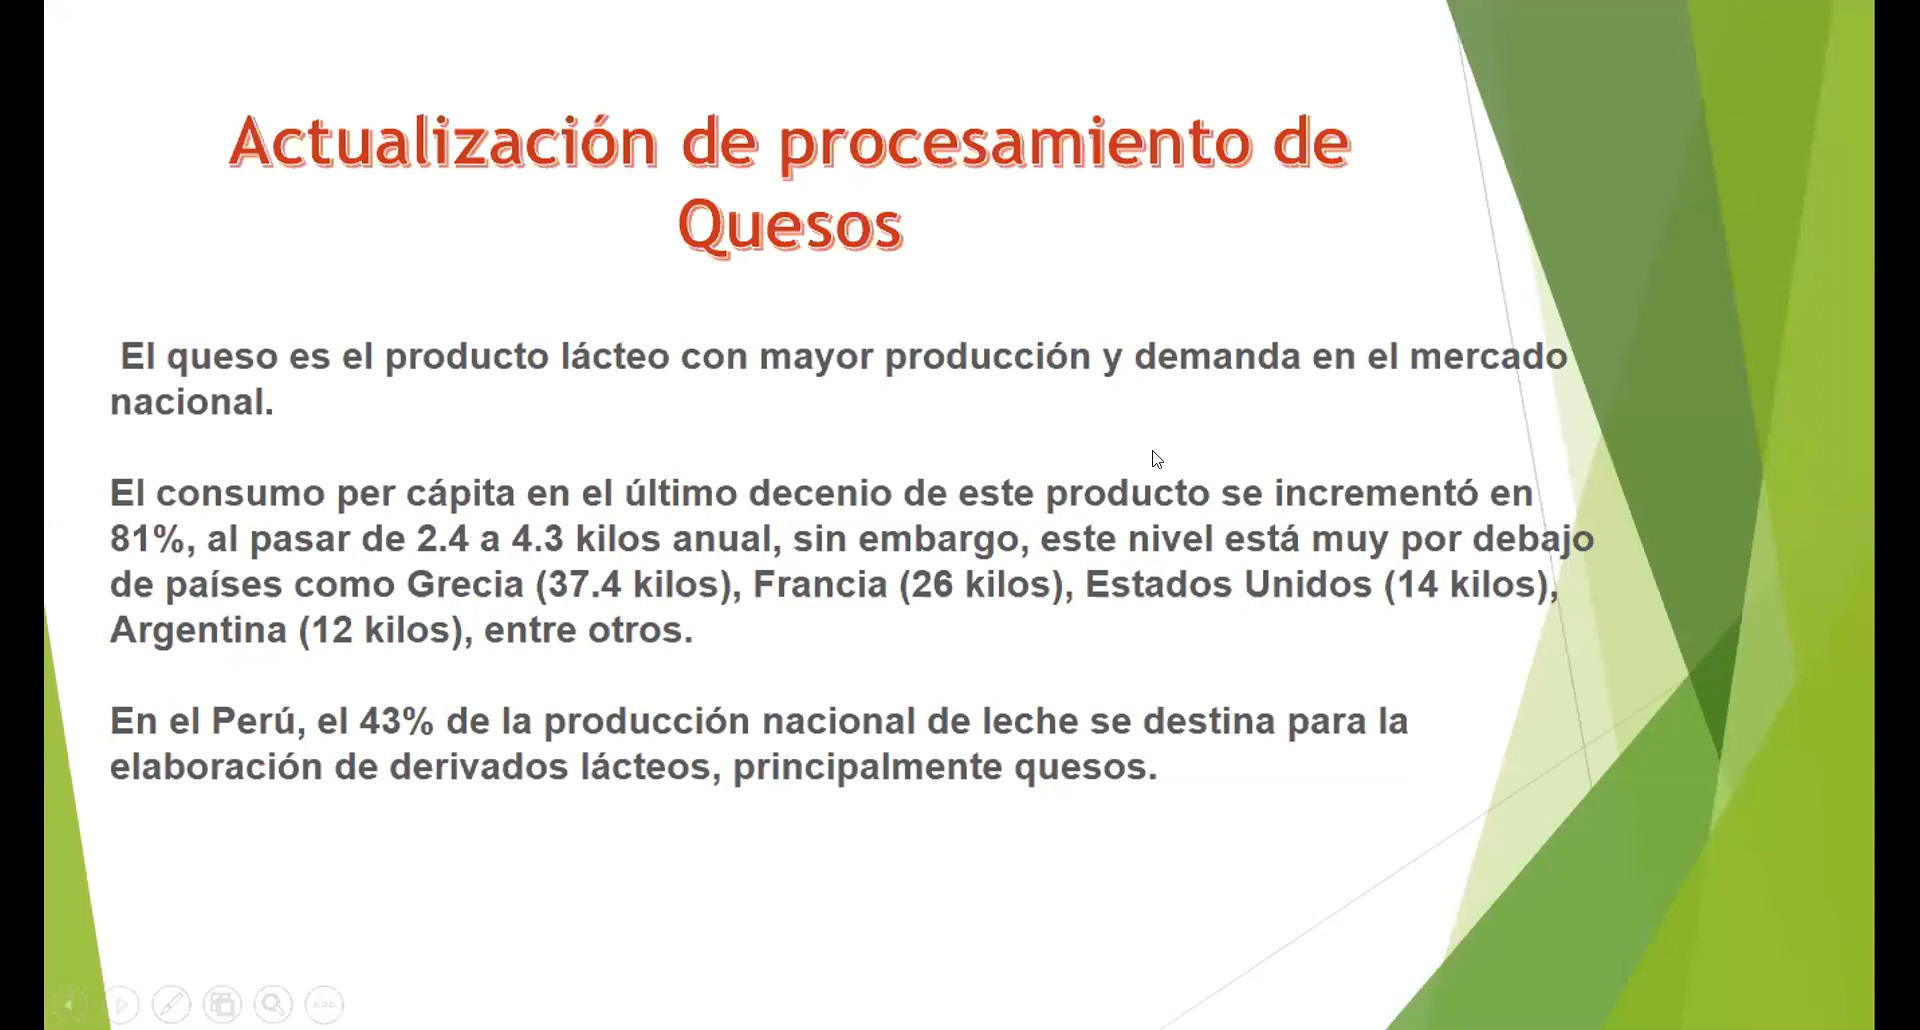 Actualización de procesamiento de
Quesos
El queso es el producto lácteo con mayor producción y demanda en el mercado
nacional.
El consumo per cápita en el último decenio de este producto se incrementó en
81%, al pasar de 2.4 a 4.3 kilos anual, sin embargo, este nivel está muy por debajo
de países como Grecia (37.4 kilos), Francia (26 kilos), Estados Unidos (14 kilos),
Argentina (12 kilos), entre otros.
En el Perú, el 43% de la producción nacional de leche se destina para la
elaboración de derivados lácteos, principalmente quesos.